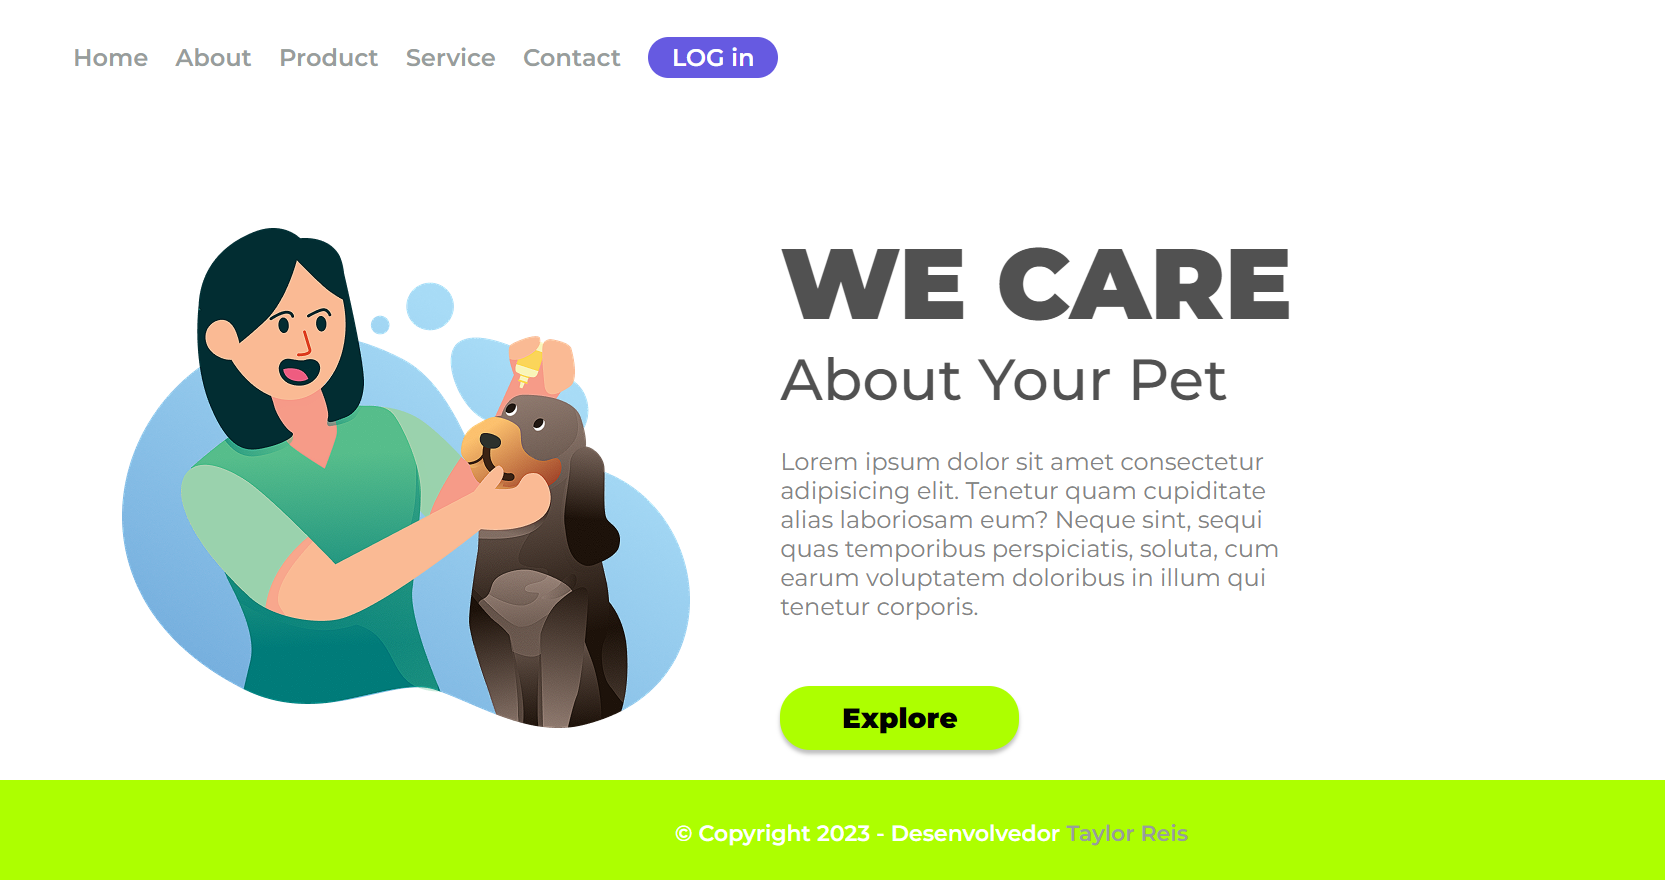 Home About Product Service Contact LOG in
WE CARE
About Your Pet
Lorem ipsum dolor sit amet consectetur
adipisicing elit. Tenetur quam cupiditate
alias laboriosam eum? Neque sint, sequi
quas temporibus perspiciatis, soluta, cum
earum voluptatem doloribus in illum qui
tenetur corporis.
Explore
© Copyright 2023 - Desenvolvedor Taylor Reis